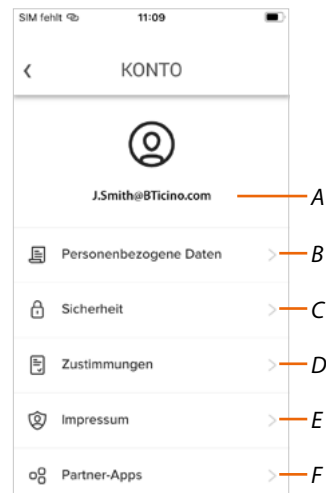 SIM fehlt 11:09
KONTO
J.Smith@BTicino.com
A
Personenbezogene Daten
B
Sicherheit
C
Zustimmungen
D
Impressum
E
Partner-Apps
F